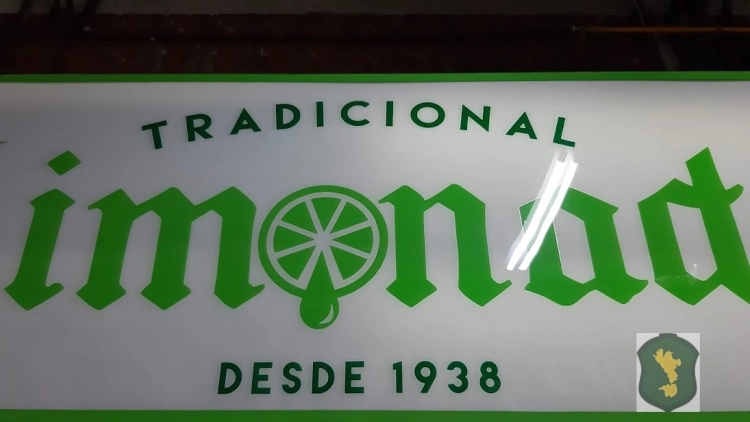 TRADICIONAL
imonad
DESDE 1938